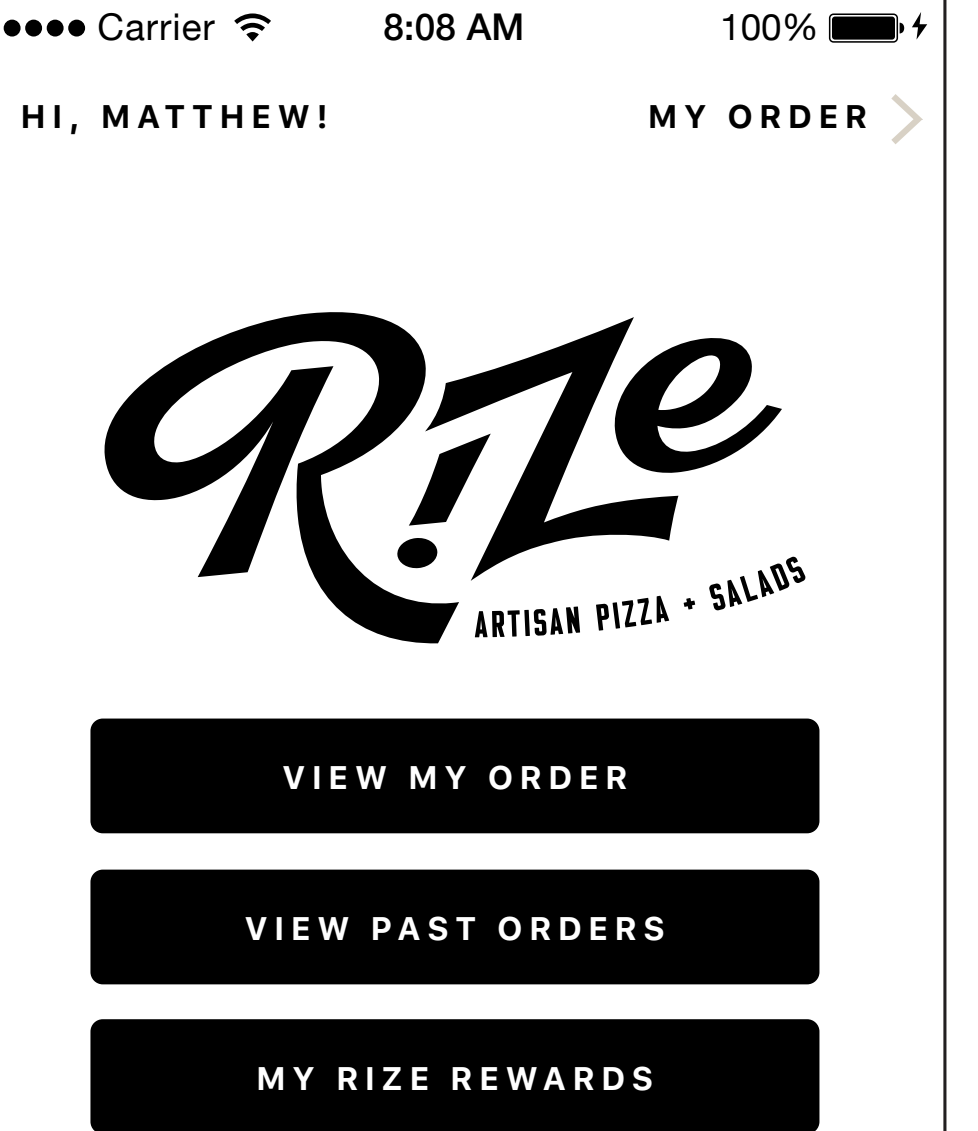 Carrier 8:08 AM 100%
HI, MATTHEW! MY ORDER
Rize
ARTISAN PIZZA + SALADS
VIEW MY ORDER
VIEW PAST ORDERS
MY RIZE REWARDS